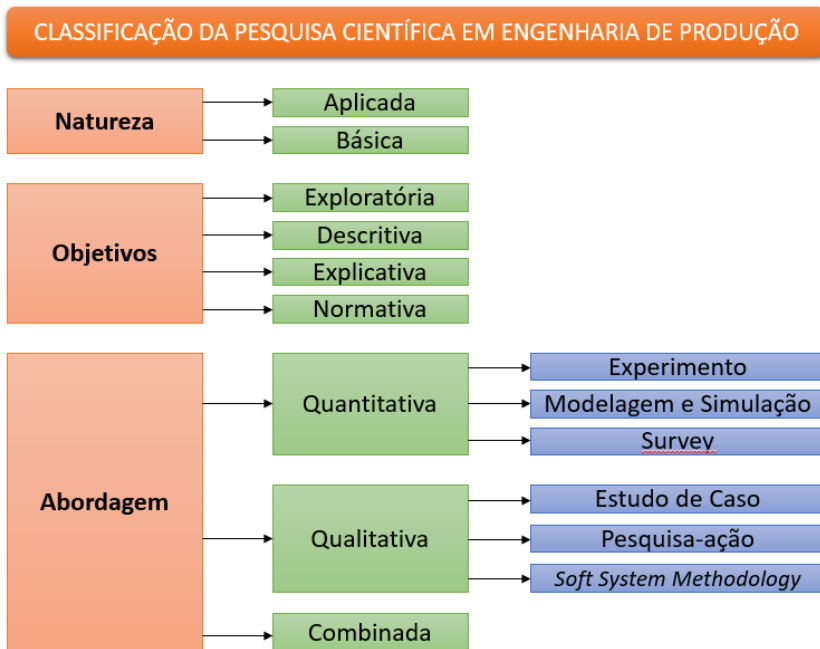 CLASSIFICAÇÃO DA PESQUISA CIENTÍFICA EM ENGENHARIA DE PRODUÇÃO
Natureza
Aplicada
Básica
Objetivos
Exploratória
Descritiva
Explicativa
Normativa
Abordagem
Quantitativa
Experimento
Modelagem e Simulação
Survey
Qualitativa
Estudo de Caso
Pesquisa-ação
Soft System Methodology
Combinada